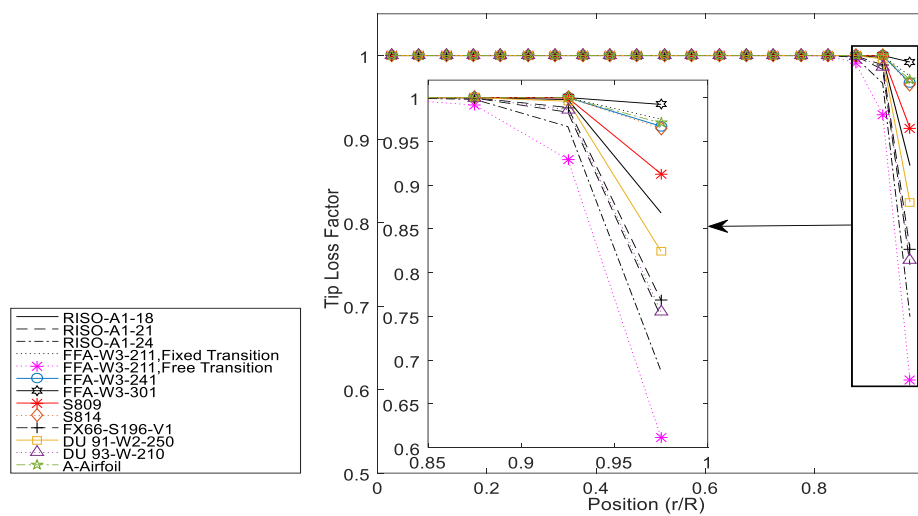 1
0.9
0.8
0.7
0.6
0.5
Tip Loss Factor
1
0.95
0.9
0.85
0.8
0.75
0.7
0.65
0.6
0.85
0.9
0.95
1
0
0.2
0.4
0.6
0.8
Position (r/R)
RISO-A1-18
RISO-A1-21
RISO-A1-24
FFA-W3-211,Fixed Transition
FFA-W3-211,Free Transition
FFA-W3-241
FFA-W3-301
S809
S814
FX66-S196-V1
DU 91-W2-250
DU 93-W-210
A-Airfoil